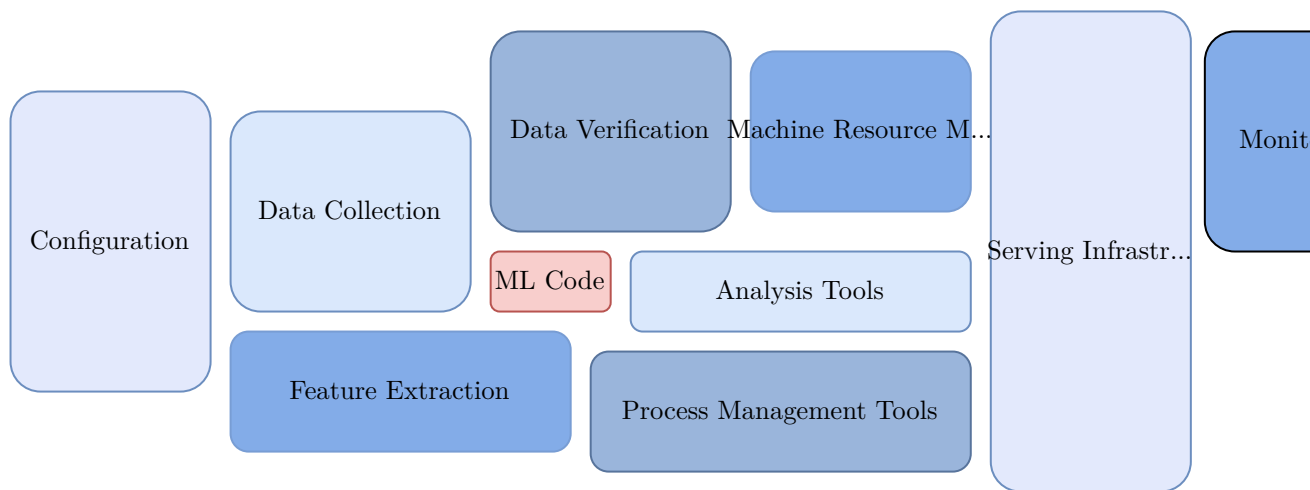 Configuration
Data Collection
Data Verification
Machine Resource M...
Serving Infrastr...
Monit
ML Code
Analysis Tools
Feature Extraction
Process Management Tools